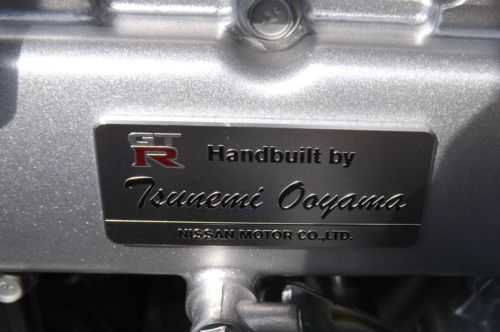 GT
R Handbuilt by
Tsunemi Ooyama
NISSAN MOTOR CO.,LTD.